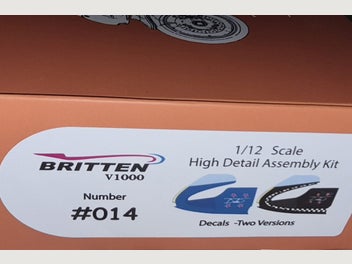 BRITTEN
V1000
Number
#014
1/12 Scale
High Detail Assembly Kit
Decals -Two Versions